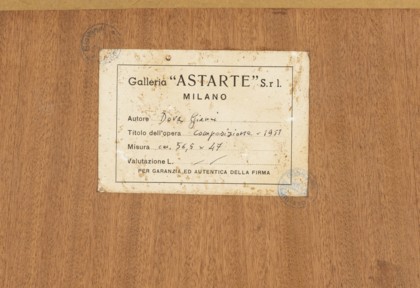 Galleria "ASTARTE" S.r.l.
MILANO
Autore Dova Gianni
Titolo dell'opera Composizione - 1951
Misura cm. 56,5 x 47
Valutazione L.
PER GARANZIA ED AUTENTICA DELLA FIRMA